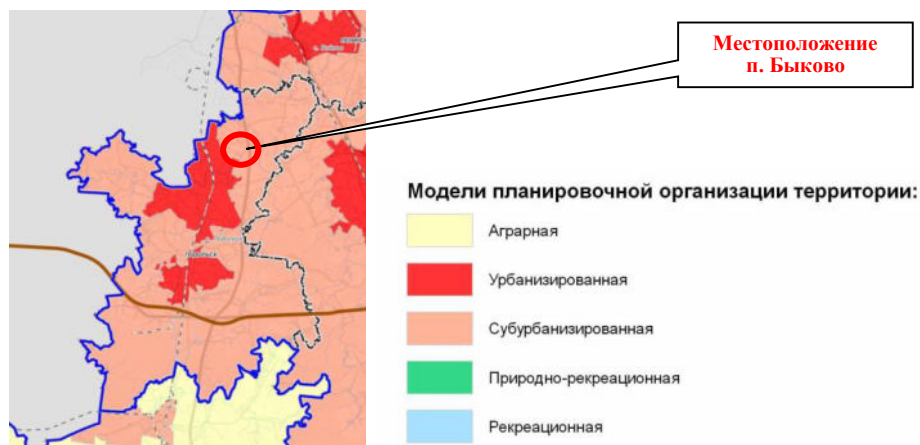 Местоположение
п. Быково
Модели планировочной организации территории:
Аграрная
Урбанизированная
Субурбанизированная
Природно-рекреационная
Рекреационная